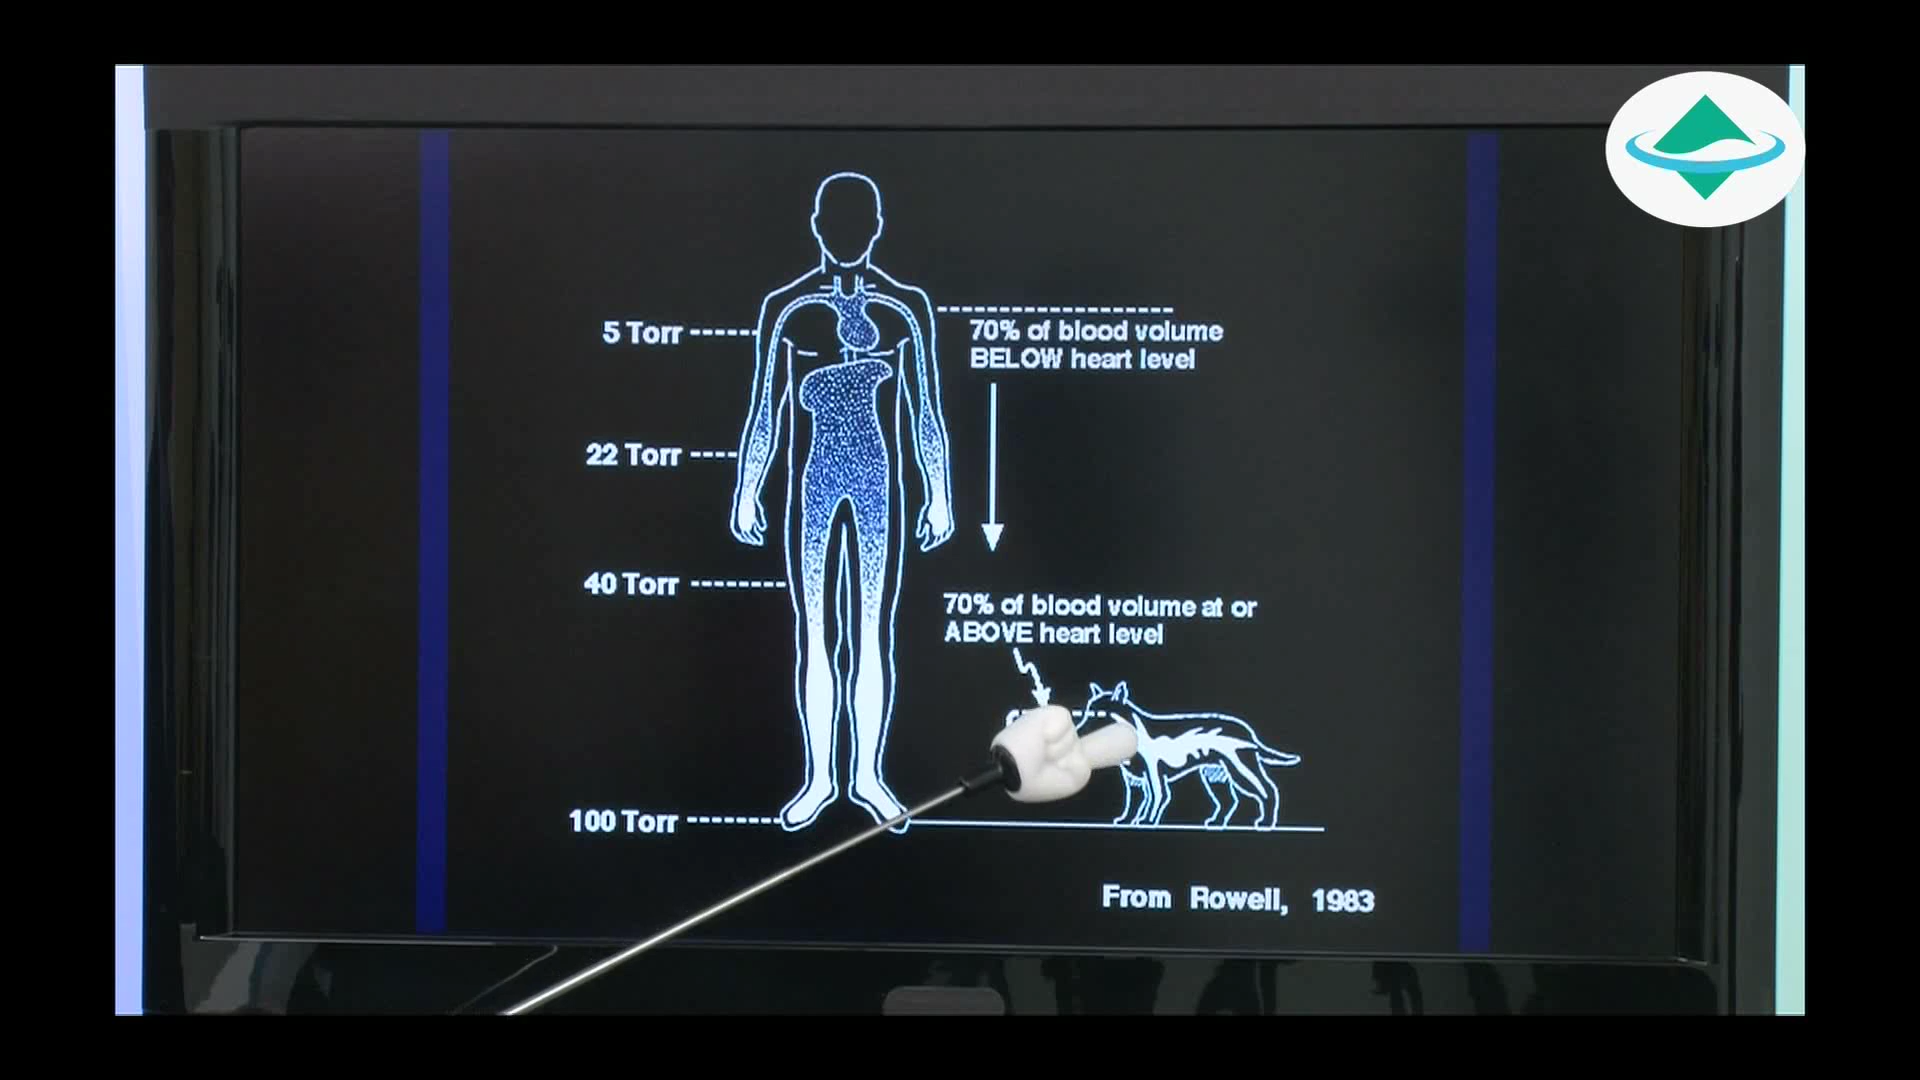 5 Torr
70% of blood volume
BELOW heart level
22 Torr
40 Torr
70% of blood volume at or
ABOVE heart level
100 Torr
From Rowell, 1983